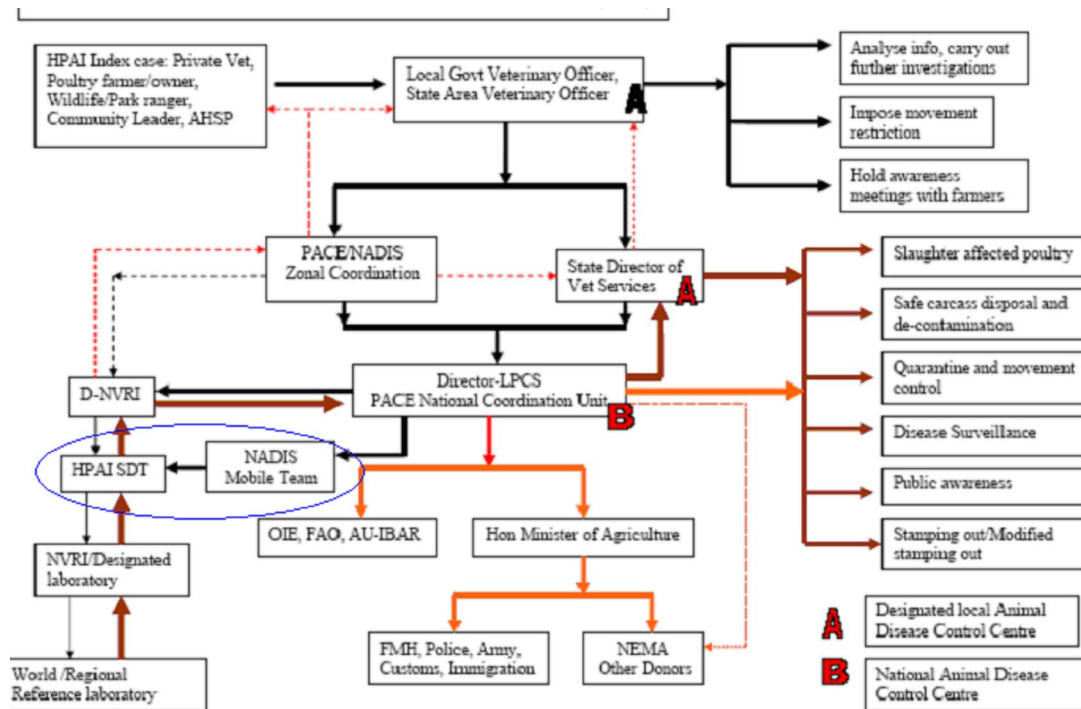 HPAI Index case: Private Vet,
Poultry farmer/owner,
Wildlife/Park ranger,
Community Leader, AHSP
Local Govt Veterinary Officer,
State Area Veterinary Officer
A
Analyse info, carry out
further investigations
Impose movement
restriction
Hold awareness
meetings with farmers
PACE/NADIS
Zonal Coordination
State Director of
Vet Services
A
Slaughter affected poultry
Safe carcass disposal and
de-contamination
Quarantine and movement
control
Disease Surveillance
Public awareness
Stamping out/Modified
stamping out
D-NVRI
Director-LPCS
PACE National Coordination Unit
B
HPAI SDT
NADIS
Mobile Team
OIE, FAO, AU-IBAR
Hon Minister of Agriculture
NVRI/Designated
laboratory
FMH, Police, Army,
Customs, Immigration
NEMA
Other Donors
World /Regional
Reference laboratory
A
Designated local Animal
Disease Control Centre
B
National Animal Disease
Control Centre